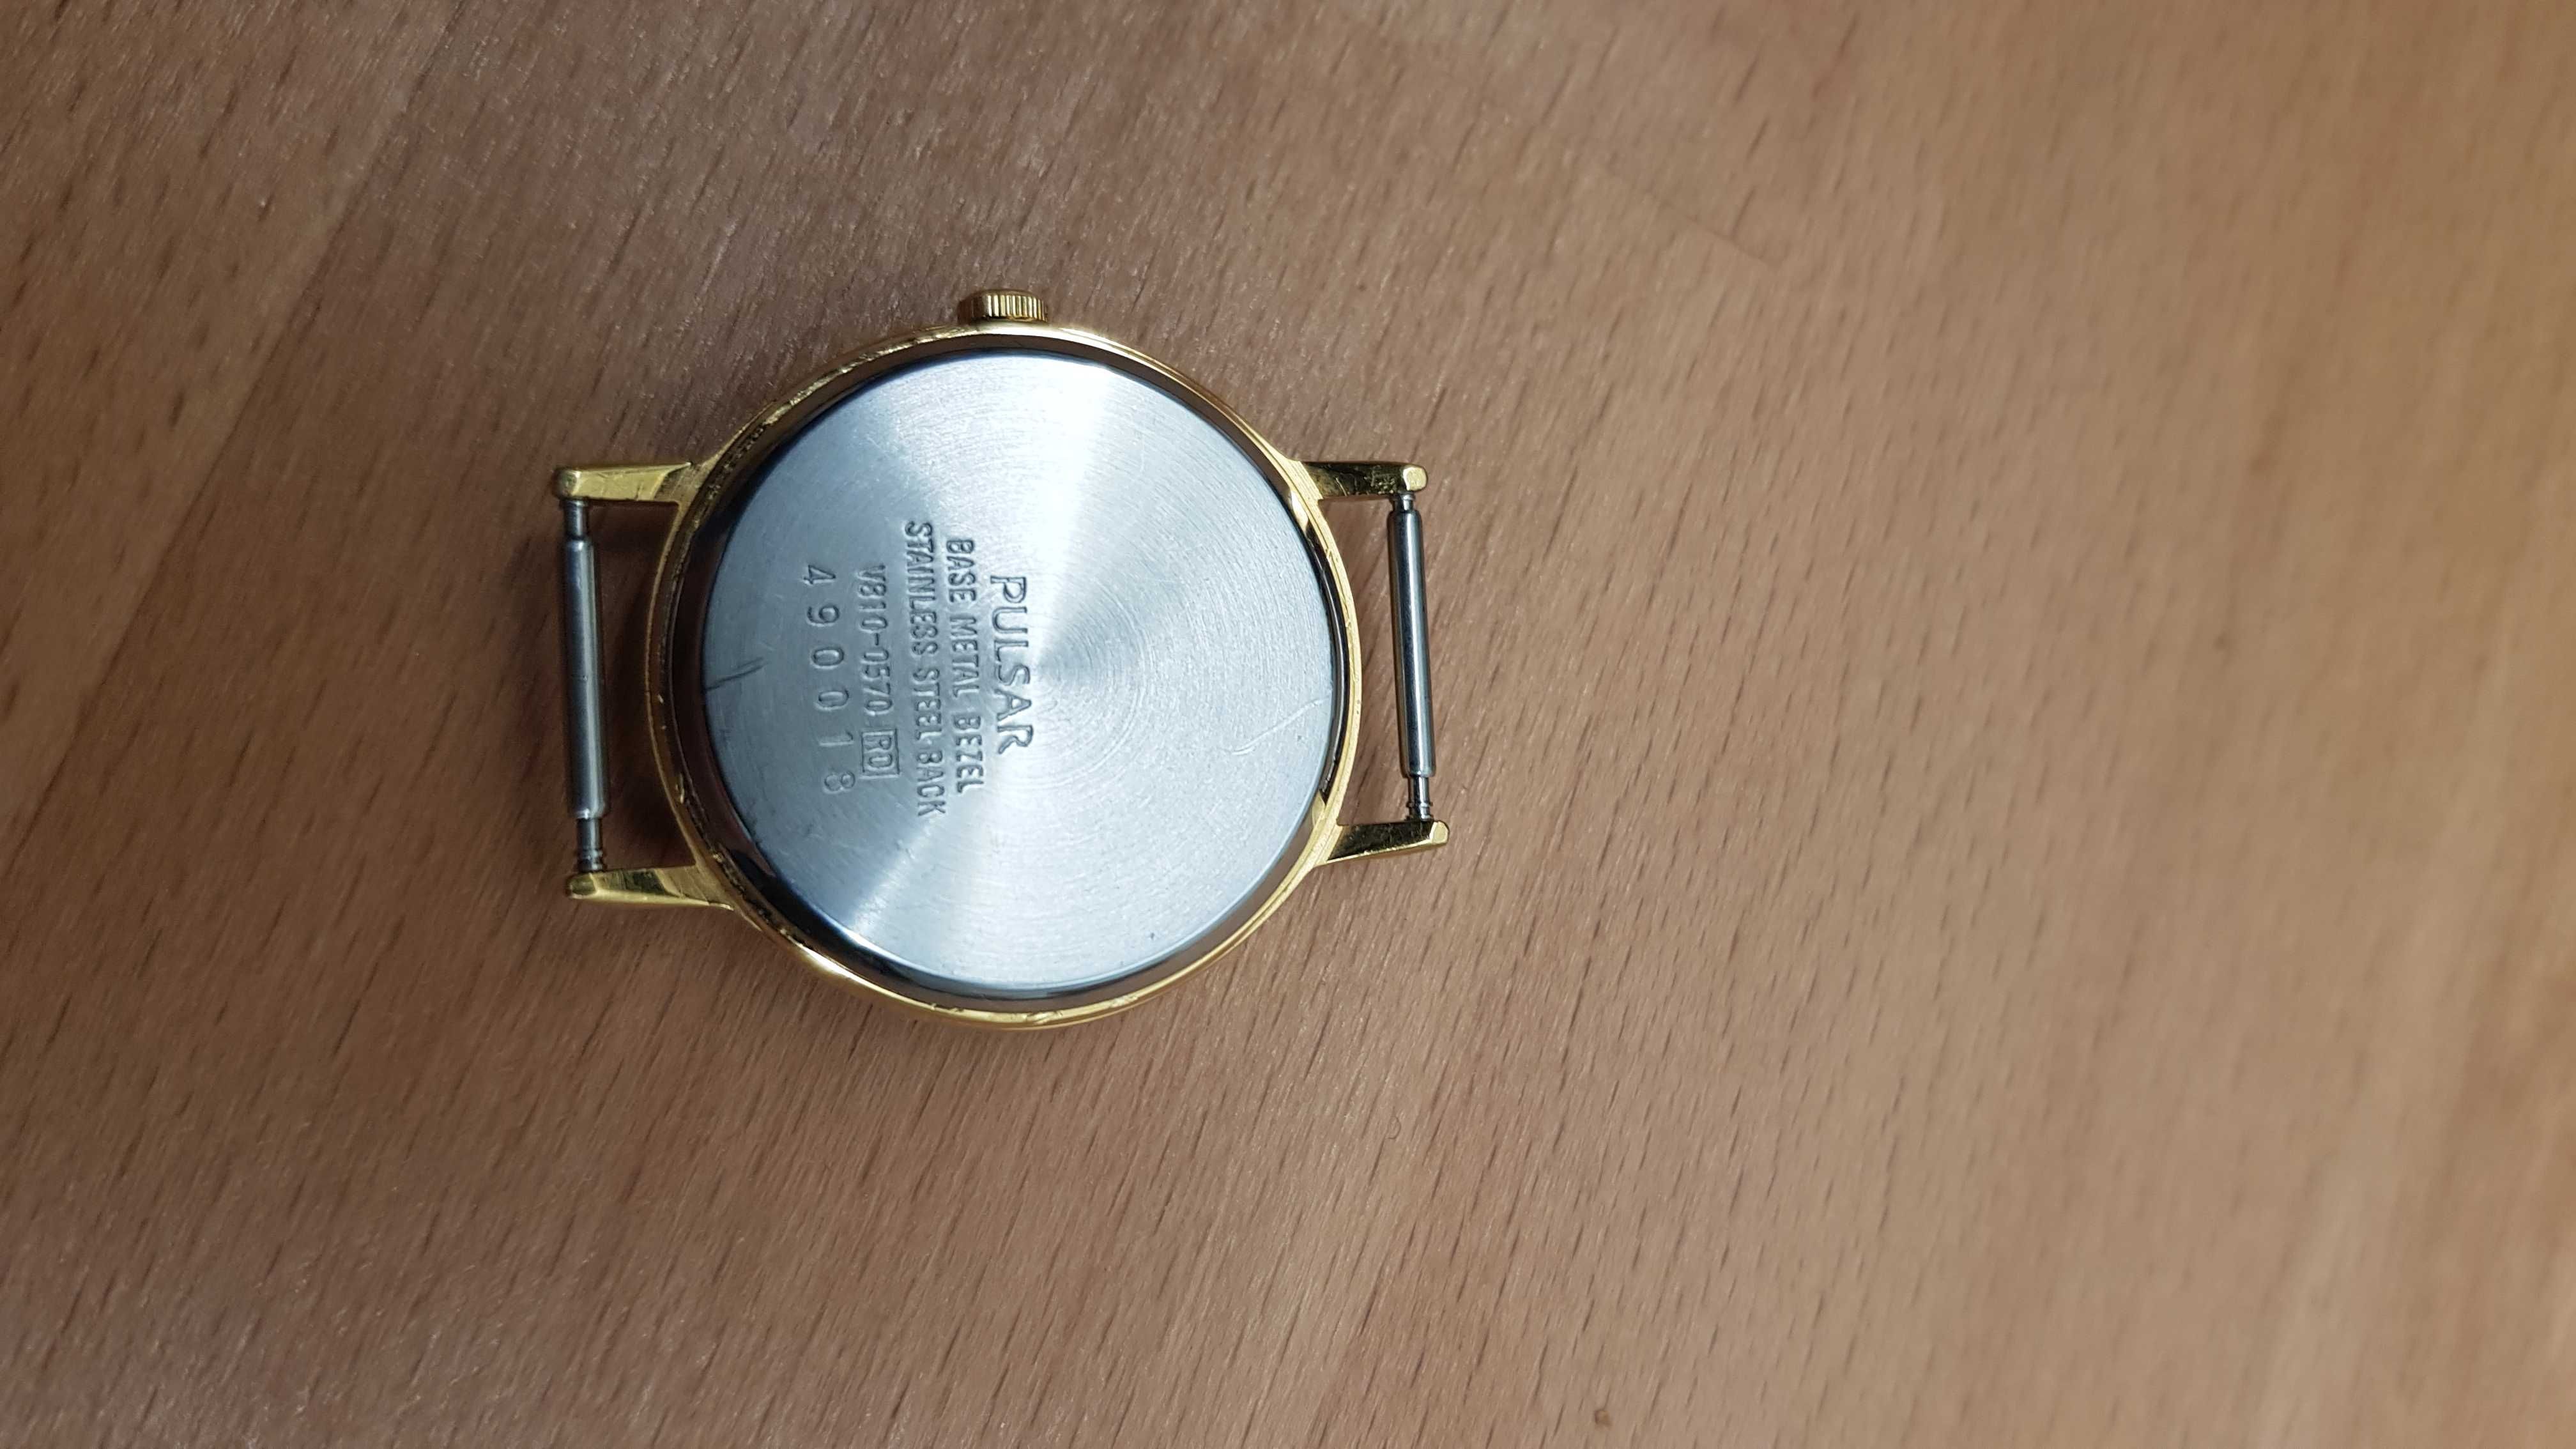 PULSAR
BASE METAL BEZEL
STAINLESS STEEL BACK
V810-0570 RD
490018